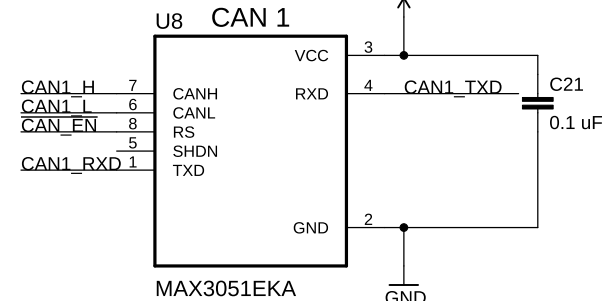 U8 CAN 1
VCC 3
RXD 4 CAN1_TXD
C21
0.1 uF
CAN1_H 7 CANH
CAN1_L 6 CANL
CAN_EN 8 RS
5 SHDN
CAN1_RXD 1 TXD
GND 2
MAX3051EKA
GND